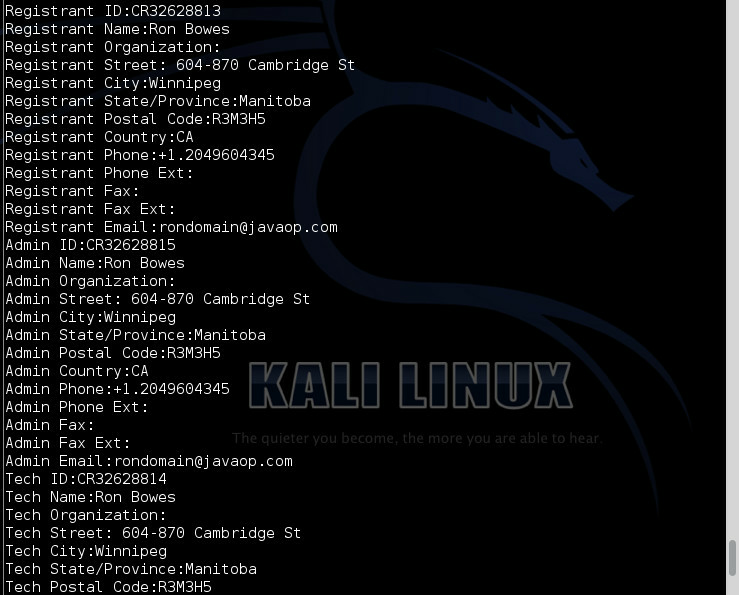 Registrant ID:CR32628813
Registrant Name:Ron Bowes
Registrant Organization:
Registrant Street: 604-870 Cambridge St
Registrant City:Winnipeg
Registrant State/Province:Manitoba
Registrant Postal Code:R3M3H5
Registrant Country:CA
Registrant Phone:+1.2049604345
Registrant Phone Ext:
Registrant Fax:
Registrant Fax Ext:
Registrant Email:rondomain@javaop.com
Admin ID:CR32628815
Admin Name:Ron Bowes
Admin Organization:
Admin Street: 604-870 Cambridge St
Admin City:Winnipeg
Admin State/Province:Manitoba
Admin Postal Code:R3M3H5
Admin Country:CA
Admin Phone:+1.2049604345
Admin Phone Ext:
Admin Fax:
Admin Fax Ext:
Admin Email:rondomain@javaop.com
Tech ID:CR32628814
Tech Name:Ron Bowes
Tech Organization:
Tech Street: 604-870 Cambridge St
Tech City:Winnipeg
Tech State/Province:Manitoba
Tech Postal Code:R3M3H5
KALI LINUX
The quieter you become, the more you are able to hear.